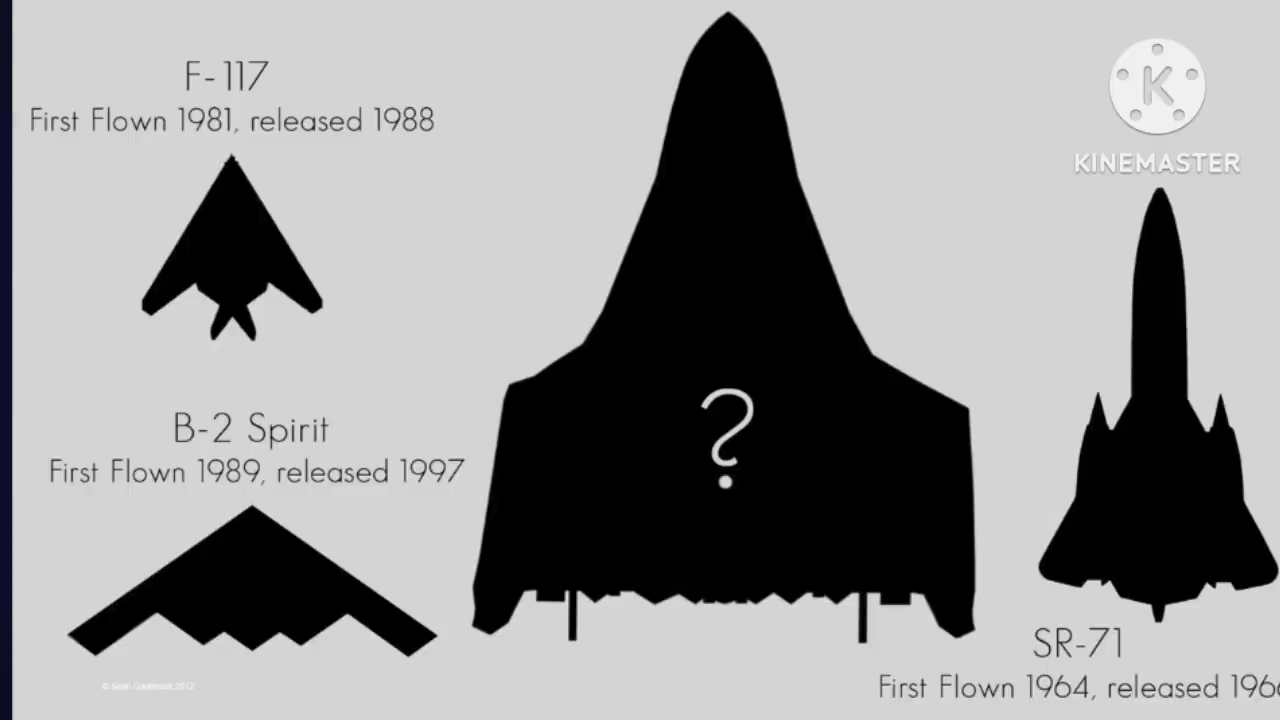 F-117
First Flown 1981, released 1988
B-2 Spirit
First Flown 1989, released 1997
?
K
KINEMASTER
SR-71
First Flown 1964, released 196